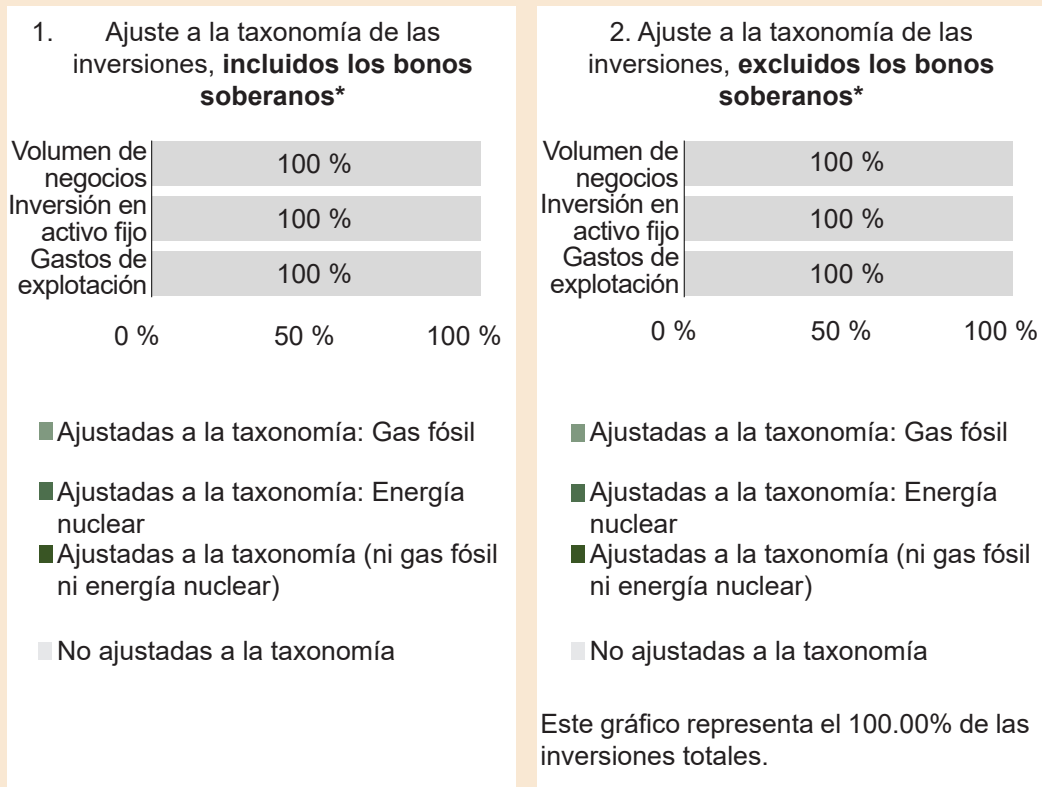 1. Ajuste a la taxonomía de las
inversiones, incluidos los bonos
soberanos*
Volumen de
negocios
100 %
Inversión en
activo fijo
100 %
Gastos de
explotación
100 %
0 % 50 % 100 %
Ajustadas a la taxonomía: Gas fósil
Ajustadas a la taxonomía: Energía
nuclear
Ajustadas a la taxonomía (ni gas fósil
ni energía nuclear)
No ajustadas a la taxonomía
2. Ajuste a la taxonomía de las
inversiones, excluidos los bonos
soberanos*
Volumen de
negocios
100 %
Inversión en
activo fijo
100 %
Gastos de
explotación
100 %
0 % 50 % 100 %
Ajustadas a la taxonomía: Gas fósil
Ajustadas a la taxonomía: Energía
nuclear
Ajustadas a la taxonomía (ni gas fósil
ni energía nuclear)
No ajustadas a la taxonomía
Este gráfico representa el 100.00% de las
inversiones totales.